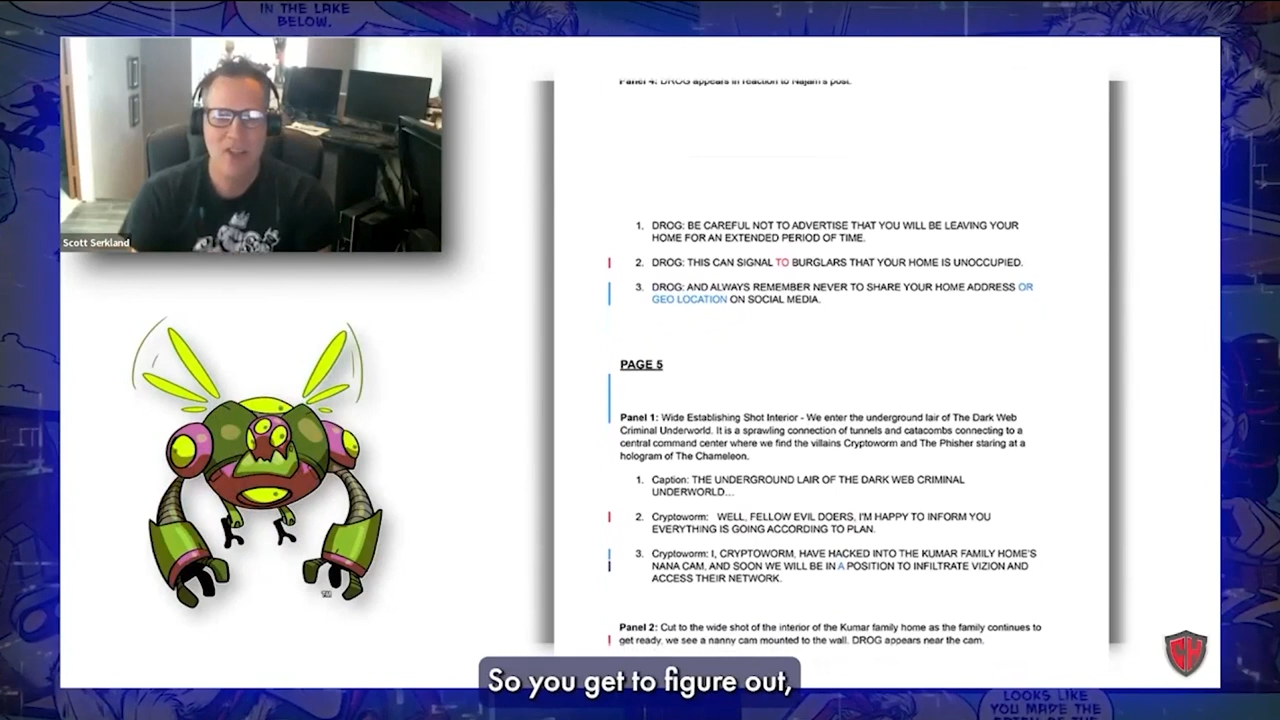 IN THE LAKE
BELOW.
Scott Serkland
Panel 4: DROG appears in reaction to Najam's post.
1. DROG: BE CAREFUL NOT TO ADVERTISE THAT YOU WILL BE LEAVING YOUR
HOME FOR AN EXTENDED PERIOD OF TIME.
2. DROG: THIS CAN SIGNAL TO BURGLARS THAT YOUR HOME IS UNOCCUPIED.
3. DROG: AND ALWAYS REMEMBER NEVER TO SHARE YOUR HOME ADDRESS OR
GEO LOCATION ON SOCIAL MEDIA.
PAGE 5
Panel 1: Wide Establishing Shot Interior - We enter the underground lair of The Dark Web
Criminal Underworld. It is a sprawling connection of tunnels and catacombs connecting to a
central command center where we find the villains Cryptoworm and The Phisher staring at a
hologram of The Chameleon.
1. Caption: THE UNDERGROUND LAIR OF THE DARK WEB CRIMINAL
UNDERWORLD...
2. Cryptoworm: WELL, FELLOW EVIL DOERS, I'M HAPPY TO INFORM YOU
EVERYTHING IS GOING ACCORDING TO PLAN.
3. Cryptoworm: I, CRYPTOWORM, HAVE HACKED INTO THE KUMAR FAMILY HOME'S
NANA CAM, AND SOON WE WILL BE IN A POSITION TO INFILTRATE VIZION AND
ACCESS THEIR NETWORK.
Panel 2: Cut to the wide shot of the interior of the Kumar family home as the family continues to
get ready, we see a nanny cam mounted to the wall. DROG appears near the cam.
TM
CH
So you get to figure out,
LOOKS LIKE
YOU MADE THE